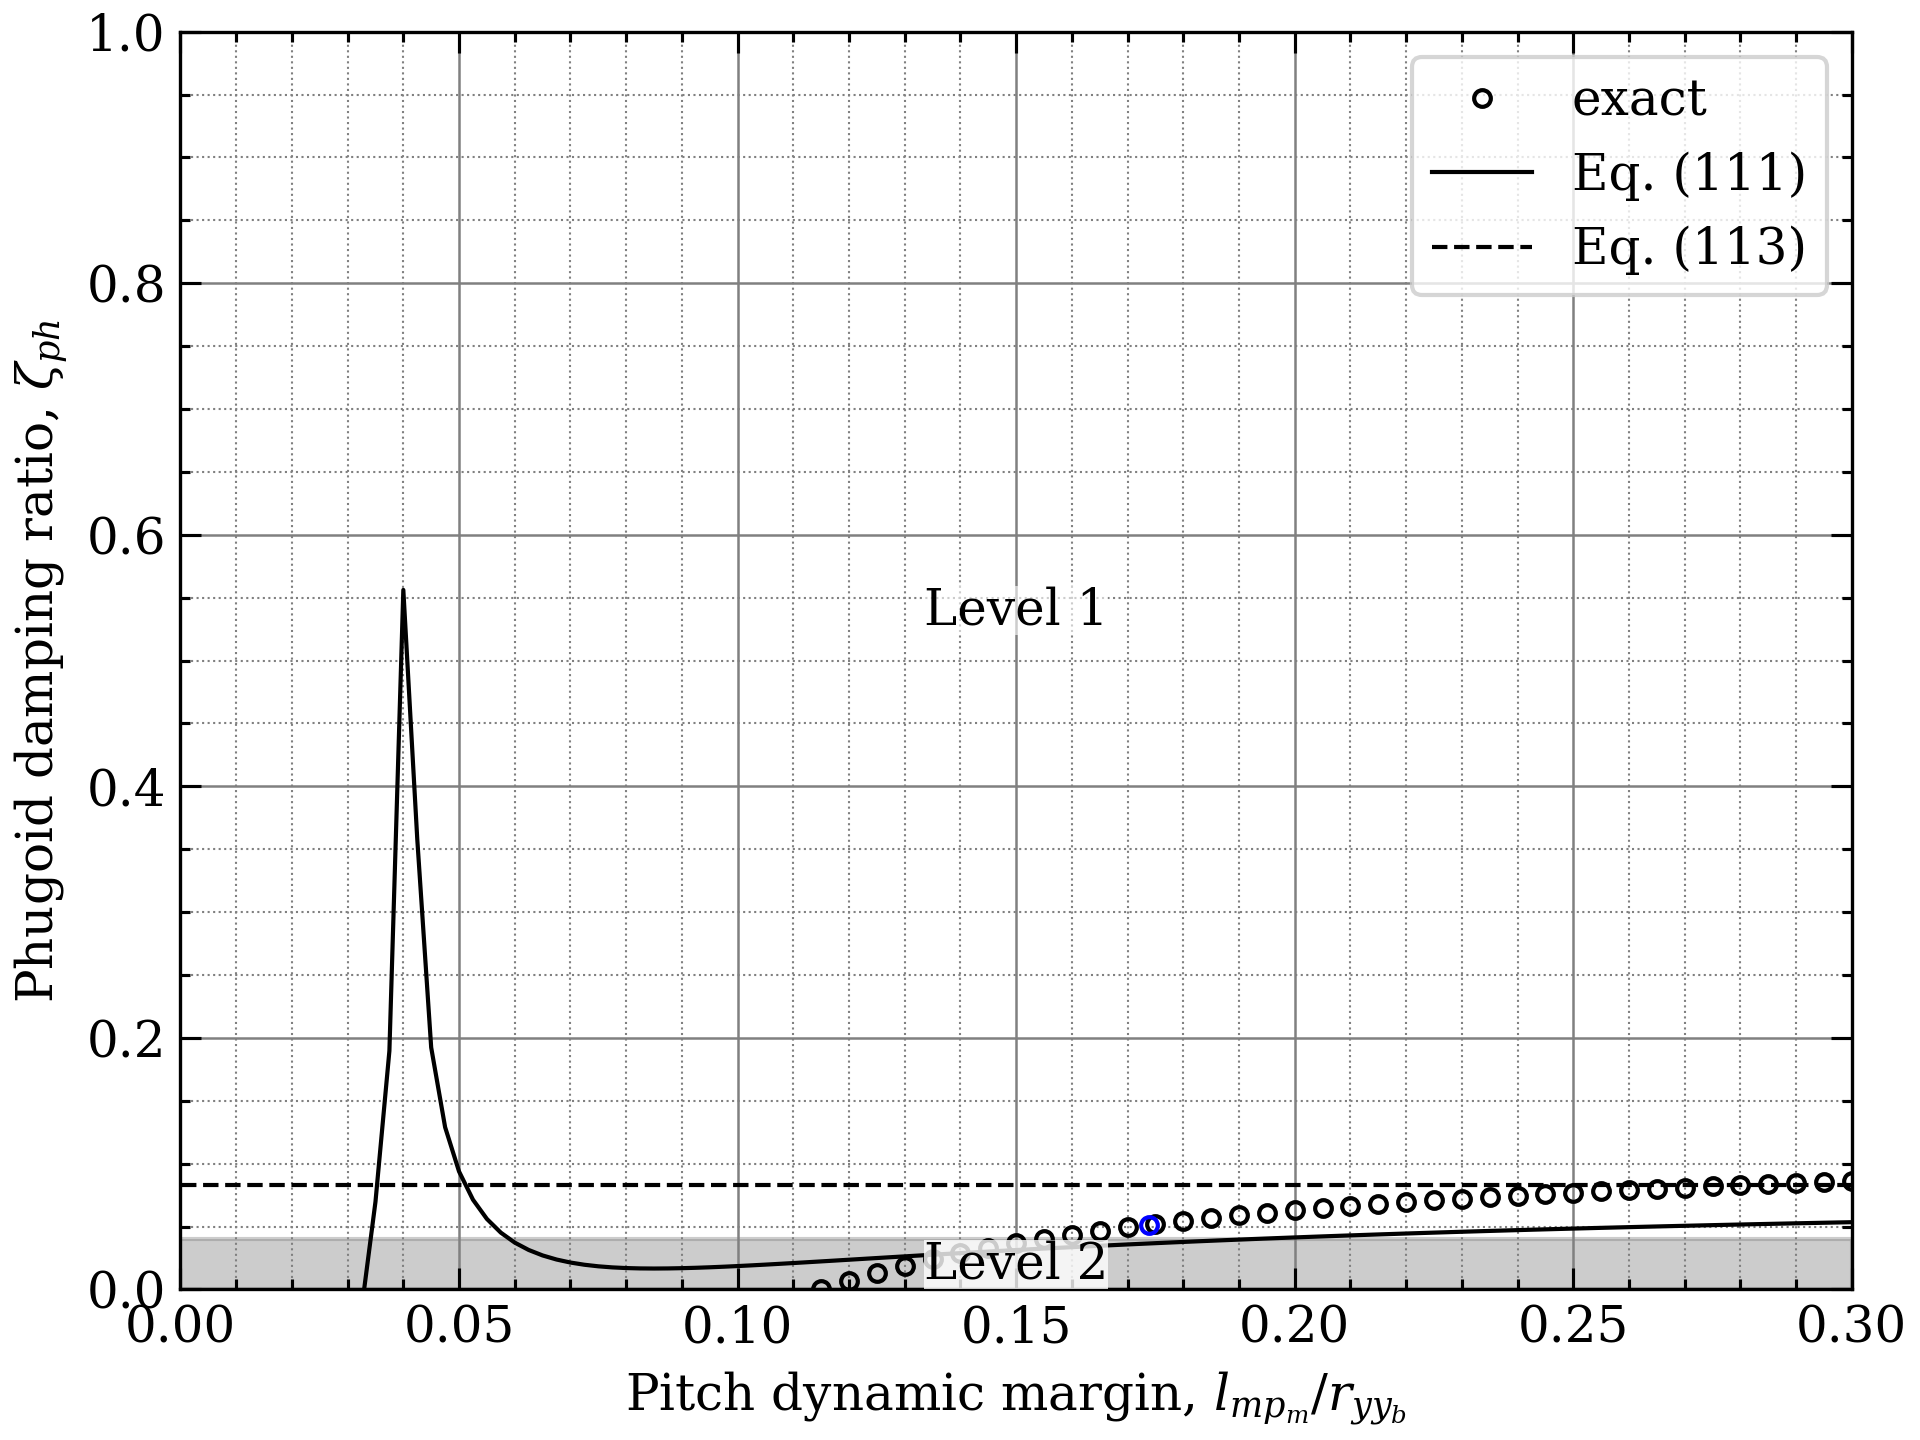 1.0
0.8
0.6
0.4
0.2
0.0
Phugoid damping ratio, ζph
exact
Eq. (111)
Eq. (113)
Level 1
Level 2
0.00 0.05 0.10 0.15 0.20 0.25 0.30
Pitch dynamic margin, lmpm/ryyb